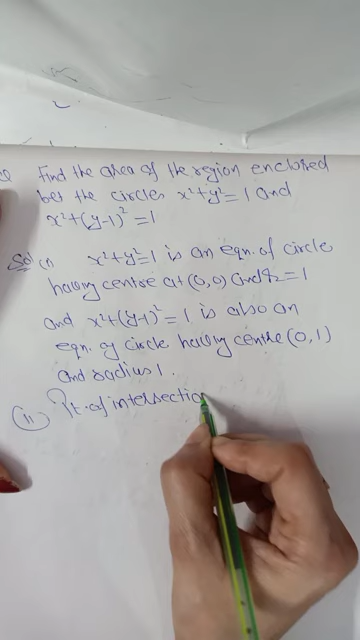 Find the area of the region enclosed
bet the circles x²+y²=1 and
x²+(y-1)²=1
Sol (i) x²+y²=1 is an eqn. of circle
having centre at (0,0) and r=1
and x²+(y-1)²=1 is also an
eqn. of circle having centre (0,1)
and radius 1.
(ii) Pt. of intersection